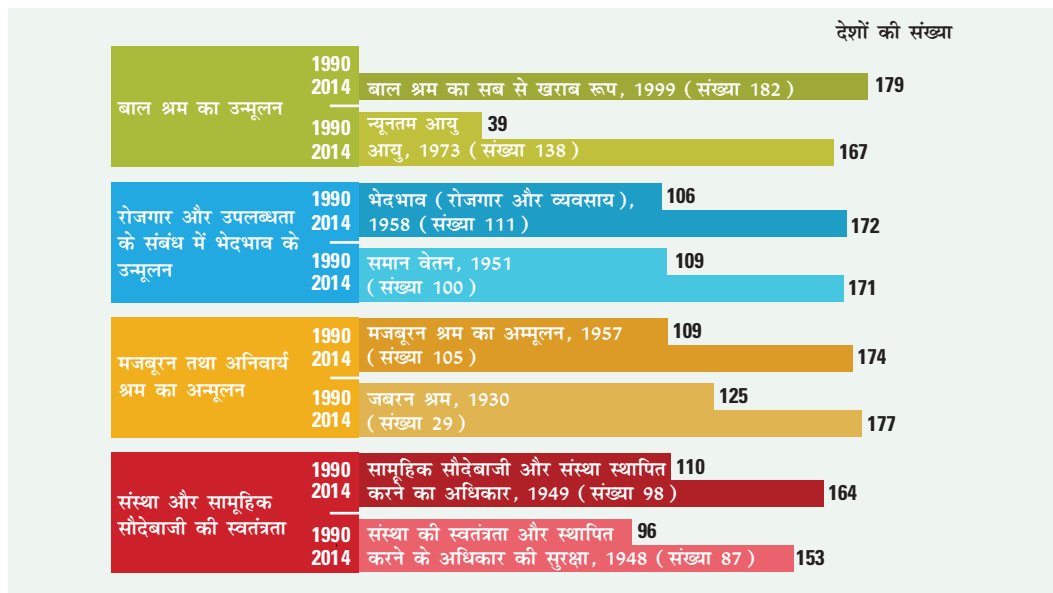 देशों की संख्या
बाल श्रम का उन्मूलन
1990
2014 बाल श्रम का सब से खराब रूप, 1999 (संख्या 182) 179
1990 न्यूनतम आयु 39
2014 आयु, 1973 (संख्या 138) 167
रोजगार और उपलब्धता
के संबंध में भेदभाव के
उन्मूलन
1990 भेदभाव (रोजगार और व्यवसाय), 106
2014 1958 (संख्या 111) 172
1990 समान वेतन, 1951 109
2014 (संख्या 100) 171
मजबूरन तथा अनिवार्य
श्रम का अन्मूलन
1990 मजबूरन श्रम का अम्मूलन, 1957 109
2014 (संख्या 105) 174
1990 जबरन श्रम, 1930 125
2014 (संख्या 29) 177
संस्था और सामूहिक
सौदेबाजी की स्वतंत्रता
1990 सामूहिक सौदेबाजी और संस्था स्थापित 110
2014 करने का अधिकार, 1949 (संख्या 98) 164
1990 संस्था की स्वतंत्रता और स्थापित 96
2014 करने के अधिकार की सुरक्षा, 1948 (संख्या 87) 153